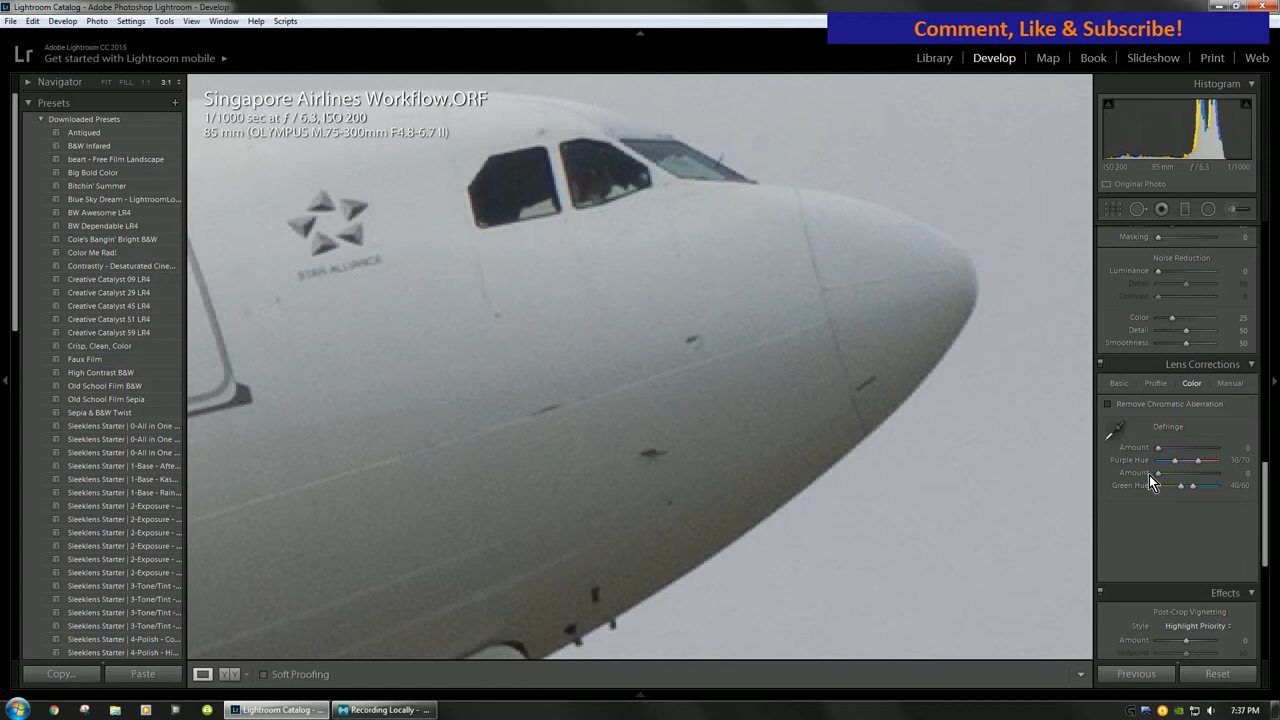 Lightroom Catalog - Adobe Photoshop Lightroom - Develop
File Edit Develop Photo Settings Tools View Window Help Scripts
Comment, Like & Subscribe!
Lr
Adobe Lightroom CC 2015
Get started with Lightroom mobile
Library Develop Map Book Slideshow Print Web
Navigator FIT FILL 1:1 3:1
Presets +
Downloaded Presets
Antiqued
B&W Infared
beart - Free Film Landscape
Big Bold Color
Bitchin' Summer
Blue Sky Dream - LightroomLo...
BW Awesome LR4
BW Dependable LR4
Cole's Bangin' Bright B&W
Color Me Rad!
Contrastly - Desaturated Cine...
Creative Catalyst 09 LR4
Creative Catalyst 29 LR4
Creative Catalyst 45 LR4
Creative Catalyst 51 LR4
Creative Catalyst 59 LR4
Crisp, Clean, Color
Faux Film
High Contrast B&W
Old School Film B&W
Old School Film Sepia
Sepia & B&W Twist
Sleeklens Starter | 0-All in One ...
Sleeklens Starter | 0-All in One ...
Sleeklens Starter | 0-All in One ...
Sleeklens Starter | 1-Base - Afte...
Sleeklens Starter | 1-Base - Kas...
Sleeklens Starter | 1-Base - Rain...
Sleeklens Starter | 2-Exposure - ...
Sleeklens Starter | 2-Exposure - ...
Sleeklens Starter | 2-Exposure - ...
Sleeklens Starter | 2-Exposure - ...
Sleeklens Starter | 2-Exposure - ...
Sleeklens Starter | 2-Exposure - ...
Sleeklens Starter | 3-Tone/Tint -...
Sleeklens Starter | 3-Tone/Tint -...
Sleeklens Starter | 3-Tone/Tint -...
Sleeklens Starter | 3-Tone/Tint -...
Sleeklens Starter | 4-Polish - Co...
Sleeklens Starter | 4-Polish - Hi...
Copy... Paste
Singapore Airlines Workflow.ORF
1/1000 sec at ƒ / 6.3, ISO 200
85 mm (OLYMPUS M.75-300mm F4.8-6.7 II)
STAR ALLIANCE
Soft Proofing
Histogram
ISO 200 85 mm ƒ / 6.3 1/1000
Original Photo
Masking 0
Noise Reduction
Luminance 0
Detail 50
Contrast 0
Color 25
Detail 50
Smoothness 50
Lens Corrections
Basic Profile Color Manual
Remove Chromatic Aberration
Defringe
Amount 0
Purple Hue 30/70
Amount 0
Green Hue 40/60
Effects
Post-Crop Vignetting
Style Highlight Priority
Amount 0
Midpoint 50
Previous Reset
Lightroom Catalog - ... Recording Locally - ... 7:37 PM